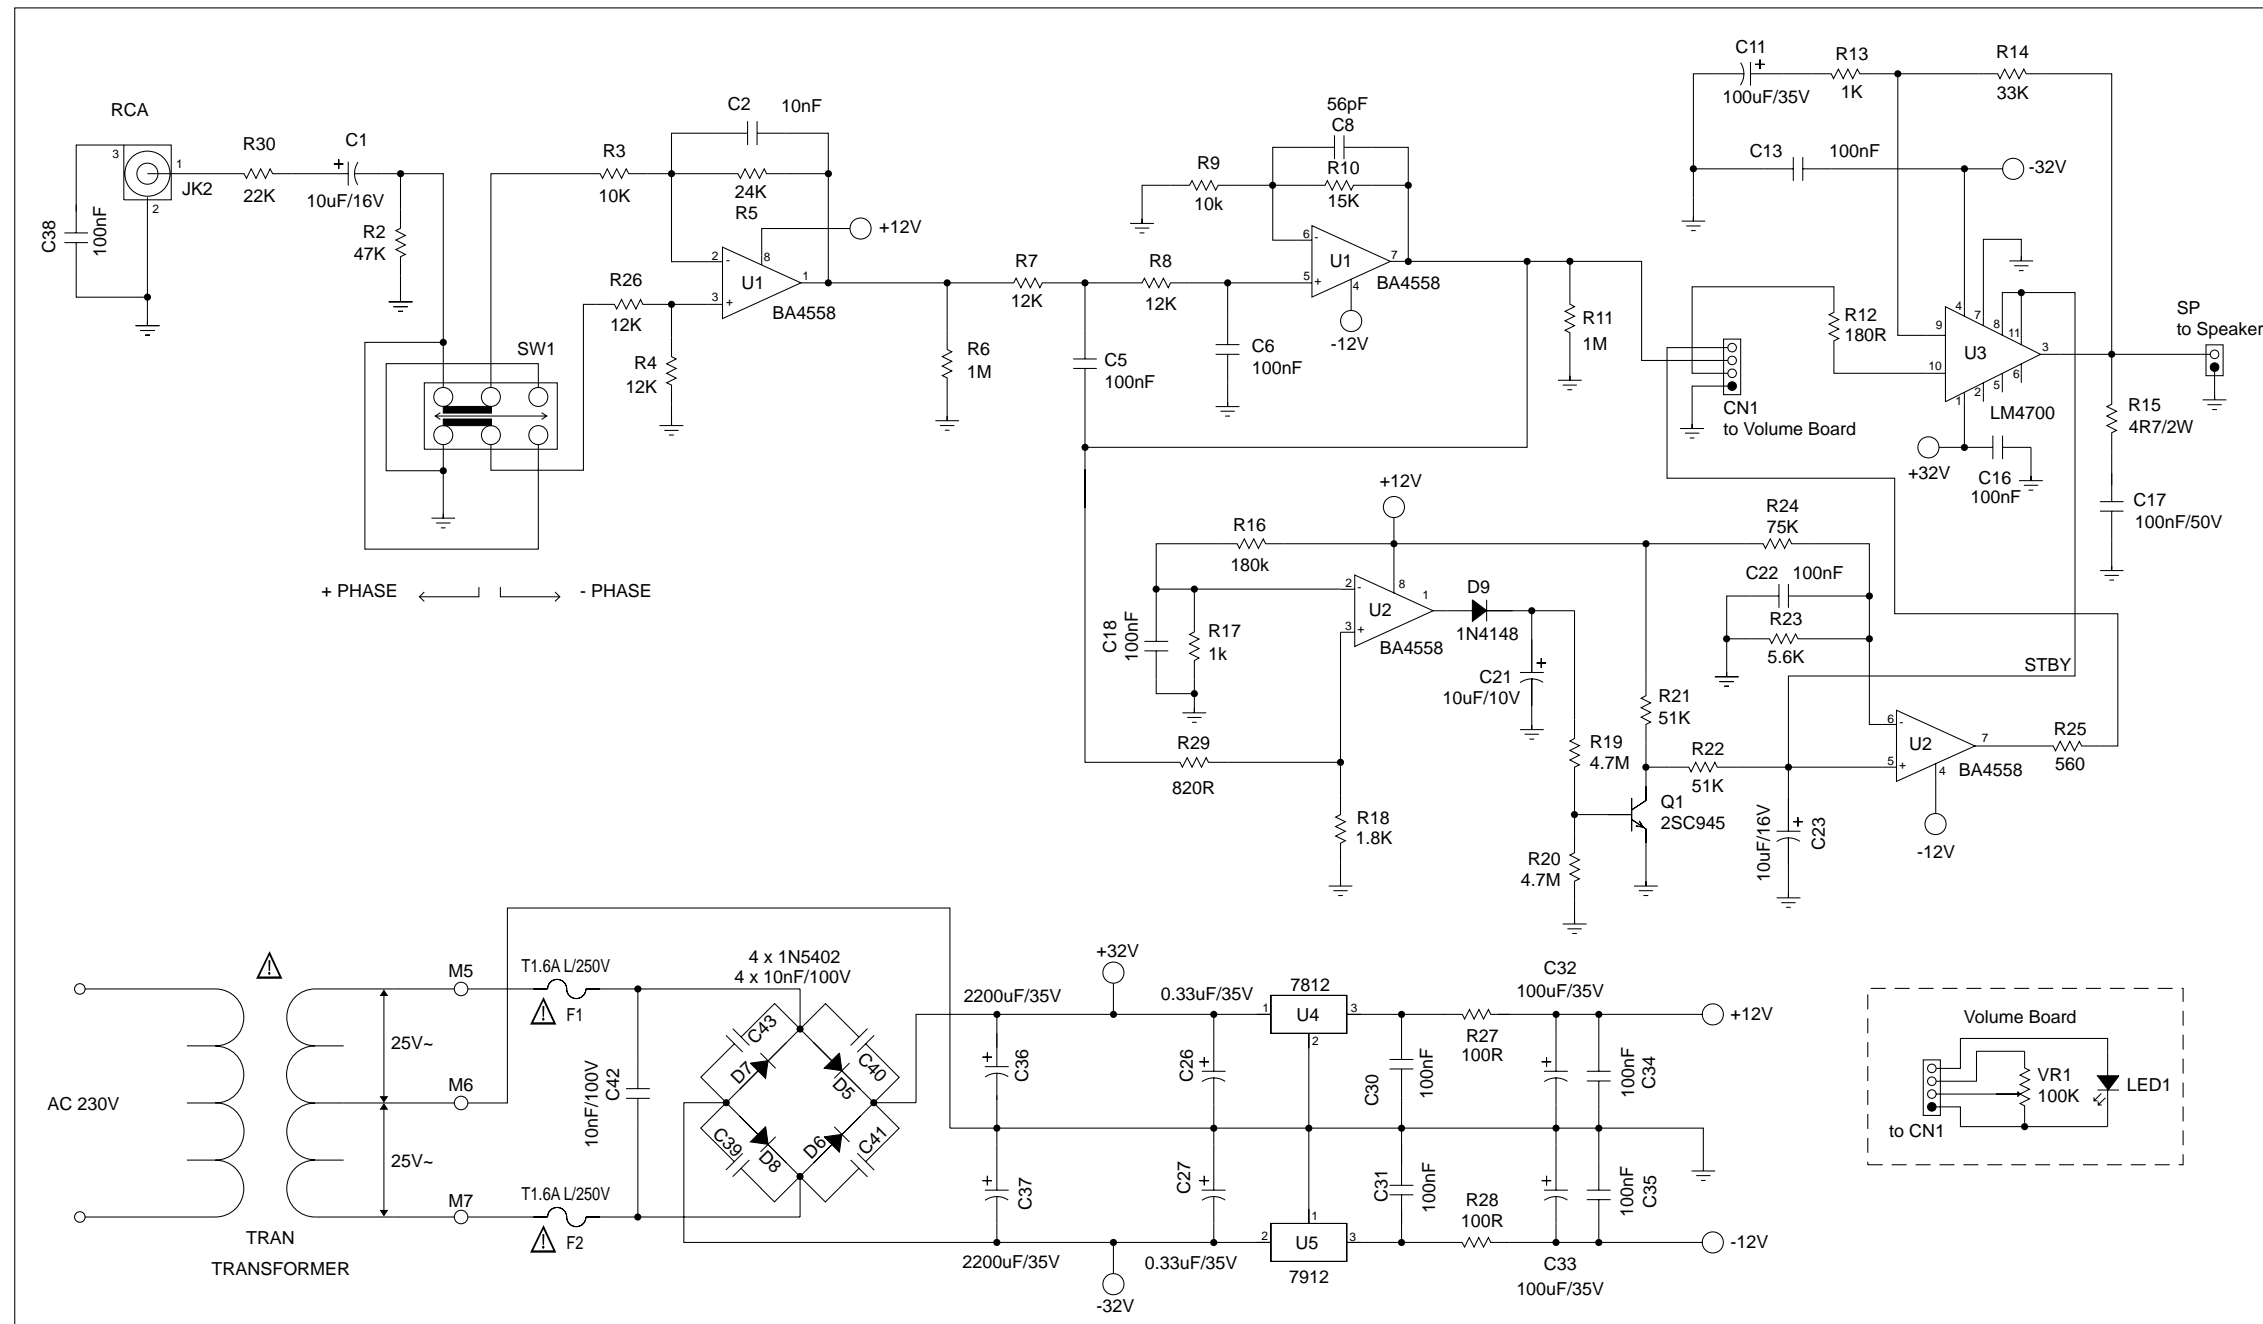 RCA
3
1
JK2
2
C38
100nF
R30
22K
C1
+
10uF/16V
R2
47K
SW1
+ PHASE
- PHASE
R3
10K
C2
10nF
24K
R5
+12V
R26
12K
R4
12K
2
-
8
U1
1
3
+
BA4558
R6
1M
R7
12K
R8
12K
C5
100nF
C6
100nF
R9
10k
56pF
C8
R10
15K
6
-
U1
7
5
+
4
BA4558
-12V
R11
1M
C11
+
100uF/35V
R13
1K
R14
33K
C13
100nF
-32V
R12
180R
4
7
8
11
9
U3
3
10
6
5
1
2
LM4700
SP
to Speaker
CN1
to Volume Board
+32V
C16
100nF
R15
4R7/2W
C17
100nF/50V
+12V
R16
180k
C18
100nF
R17
1k
2
-
8
1
U2
3
+
BA4558
D9
1N4148
C21
+
10uF/10V
R24
75K
C22
100nF
R23
5.6K
STBY
R21
51K
R29
820R
R18
1.8K
R19
4.7M
R20
4.7M
Q1
2SC945
R22
51K
10uF/16V
+
C23
6
-
U2
7
5
+
4
BA4558
-12V
R25
560
AC 230V
TRAN
TRANSFORMER
25V~
25V~
M5
M6
M7
T1.6A L/250V
F1
T1.6A L/250V
F2
10nF/100V
C42
4 x 1N5402
4 x 10nF/100V
C43
D7
C40
D5
C39
D8
D6
C41
2200uF/35V
+
C36
+32V
0.33uF/35V
C26
+
7812
1
U4
3
2
C30
100nF
R27
100R
C32
100uF/35V
+
100nF
C34
+12V
+
C37
2200uF/35V
-32V
C27
+
0.33uF/35V
1
2
U5
3
7912
C31
100nF
R28
100R
+
C33
100uF/35V
100nF
C35
-12V
Volume Board
VR1
100K
LED1
to CN1